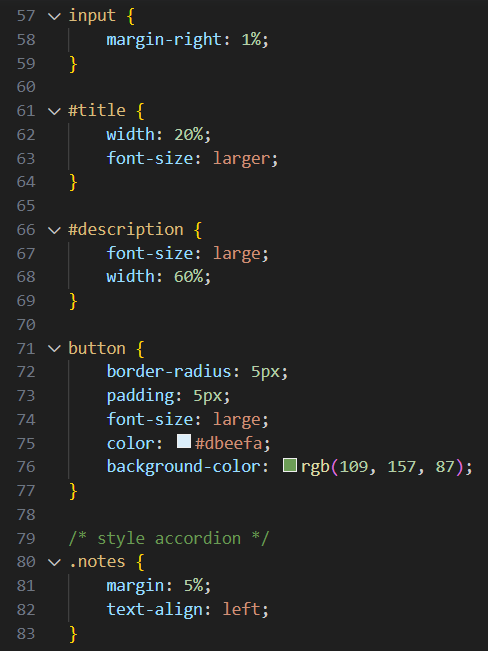 57 input {
58 margin-right: 1%;
59 }
60
61 #title {
62 width: 20%;
63 font-size: larger;
64 }
65
66 #description {
67 font-size: large;
68 width: 60%;
69 }
70
71 button {
72 border-radius: 5px;
73 padding: 5px;
74 font-size: large;
75 color: #dbeefa;
76 background-color: rgb(109, 157, 87);
77 }
78
79 /* style accordion */
80 .notes {
81 margin: 5%;
82 text-align: left;
83 }